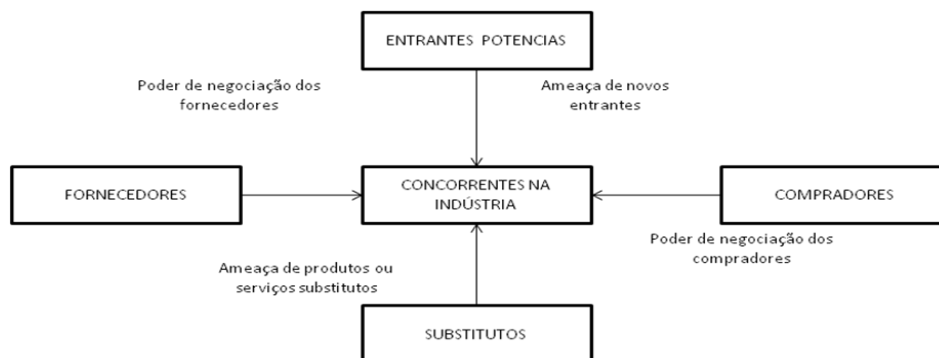 ENTRANTES POTENCIAS
Poder de negociação dos
fornecedores
Ameaça de novos
entrantes
FORNECEDORES
CONCORRENTES NA
INDÚSTRIA
COMPRADORES
Poder de negociação dos
compradores
Ameaça de produtos ou
serviços substitutos
SUBSTITUTOS